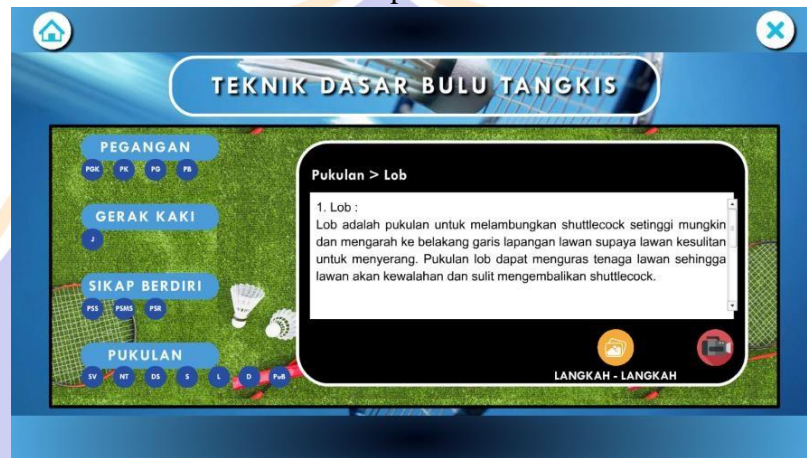 TEKNIK DASAR BULU TANGKIS
PEGANGAN
PGK PK PG PB
GERAK KAKI
J
SIKAP BERDIRI
PSS PSMS PSR
PUKULAN
SV NT DS S L D PuB
Pukulan > Lob
1. Lob :
Lob adalah pukulan untuk melambungkan shuttlecock setinggi mungkin
dan mengarah ke belakang garis lapangan lawan supaya lawan kesulitan
untuk menyerang. Pukulan lob dapat menguras tenaga lawan sehingga
lawan akan kewalahan dan sulit mengembalikan shuttlecock.
LANGKAH - LANGKAH